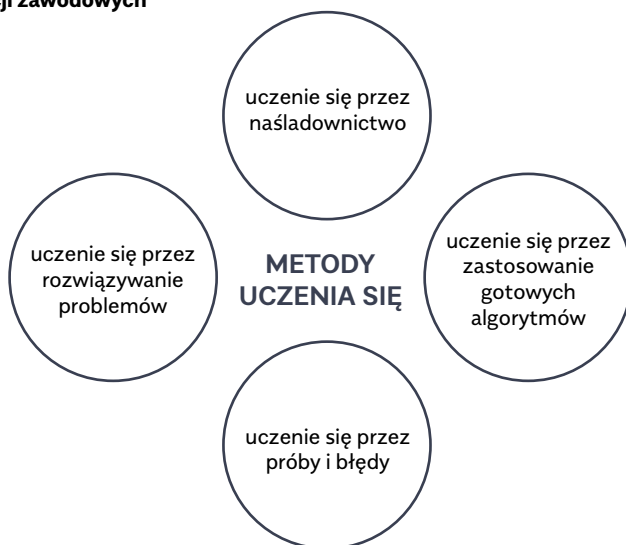 zawodowych
uczenie się przez
naśladownictwo
uczenie się przez
rozwiązywanie
problemów
METODY
UCZENIA SIĘ
uczenie się przez
zastosowanie
gotowych
algorytmów
uczenie się przez
próby i błędy